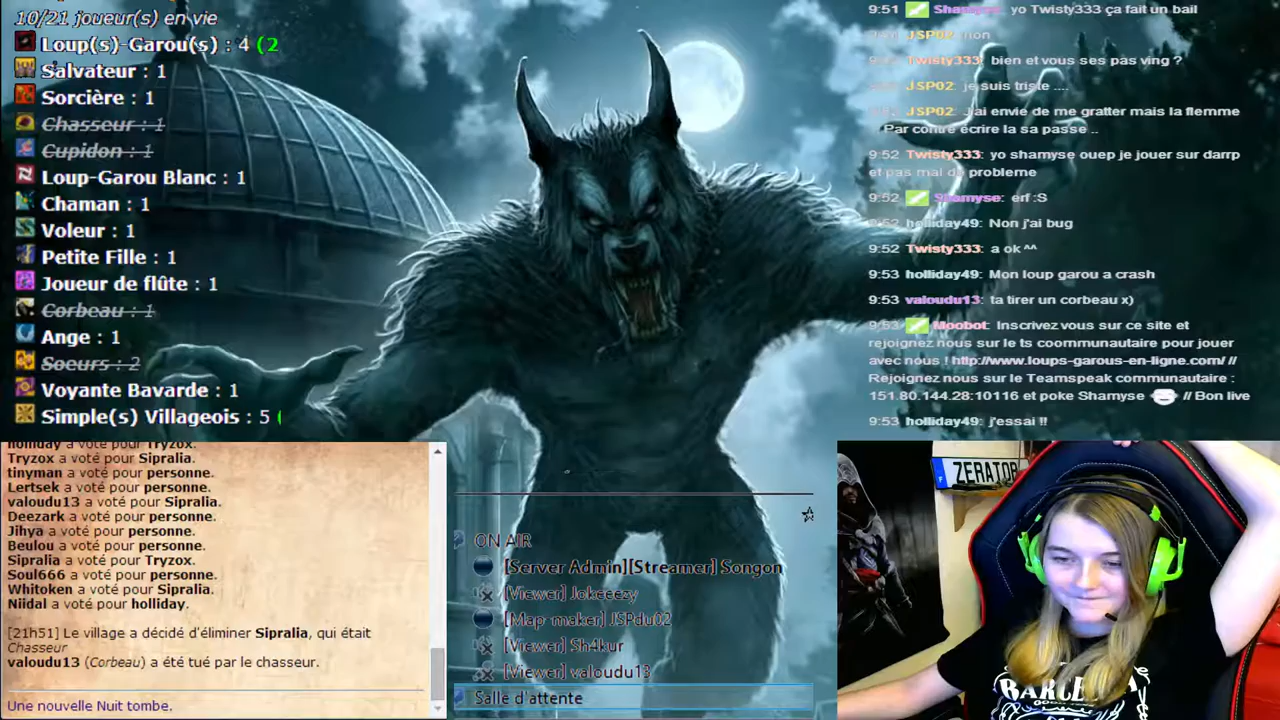 10/21 joueur(s) en vie
Loup(s)-Garou(s) : 4 (2
Salvateur : 1
Sorcière : 1
Chasseur : 1
Cupidon : 1
Loup-Garou Blanc : 1
Chaman : 1
Voleur : 1
Petite Fille : 1
Joueur de flûte : 1
Corbeau : 1
Ange : 1
Soeurs : 2
Voyante Bavarde : 1
Simple(s) Villageois : 5 (
holliday a voté pour Tryzox.
Tryzox a voté pour Sipralia.
tinyman a voté pour personne.
Lertsek a voté pour personne.
valoudu13 a voté pour Sipralia.
Deezark a voté pour personne.
Jihya a voté pour personne.
Beulou a voté pour personne.
Sipralia a voté pour Tryzox.
Soul666 a voté pour personne.
Whitoken a voté pour Sipralia.
Niidal a voté pour holliday.
[21h51] Le village a décidé d'éliminer Sipralia, qui était
Chasseur
valoudu13 (Corbeau) a été tué par le chasseur.
Une nouvelle Nuit tombe.
ON AIR
[Server Admin][Streamer] Songon
[Viewer] Jokeeezy
[Map-maker] JSPdu02
[Viewer] Sh4kur
[Viewer] valoudu13
Salle d'attente
9:51 Shamyse: yo Twisty333 ça fait un bail
JSP02: non
Twisty333: bien et vous ses pas ving ?
JSP02: je suis triste ....
JSP02: J'ai envie de me gratter mais la flemme
. Par contre écrire la sa passe ..
9:52 Twisty333: yo shamyse ouep je jouer sur darrp
et pas mal de probleme
9:52 Shamyse: erf :S
9:52 holliday49: Non j'ai bug
9:52 Twisty333: a ok ^^
9:53 holliday49: Mon loup garou a crash
9:53 valoudu13: ta tirer un corbeau x)
9:53 Moobot: Inscrivez vous sur ce site et
rejoignez nous sur le ts coormmunautaire pour jouer
avec nous ! http://www.loups-garous-en-ligne.com/ //
Rejoignez nous sur le Teamspeak communautaire :
151.80.144.28:10116 et poke Shamyse // Bon live
9:53 holliday49: j'essai !!
ZERATOR